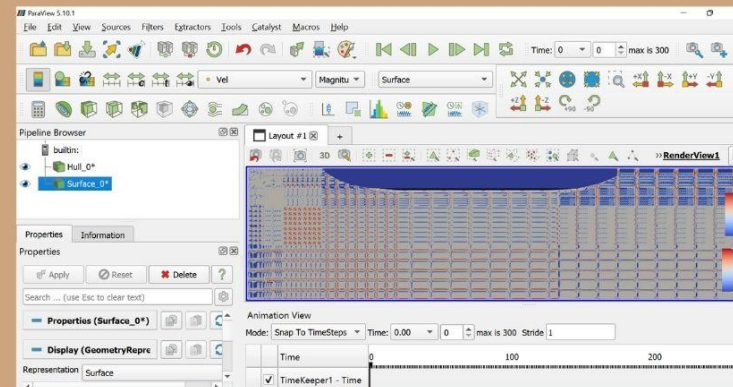 ParaView 5.10.1
File Edit View Sources Filters Extractors Tools Catalyst Macros Help
Time: 0 0 max is 300
Vel Magnitu Surface
+X -X +Y -Y
+Z -Z +90 -90
Pipeline Browser
builtin:
Hull_0*
Surface_0*
Layout #1 +
3D
RenderView1
Properties Information
Properties
Apply Reset Delete ?
Search ... (use Esc to clear text)
Properties (Surface_0*)
Display (GeometryRepre
Representation Surface
Animation View
Mode: Snap To TimeSteps Time: 0.00 0 max is 300 Stride 1
Time 0 100 200
TimeKeeper1 - Time